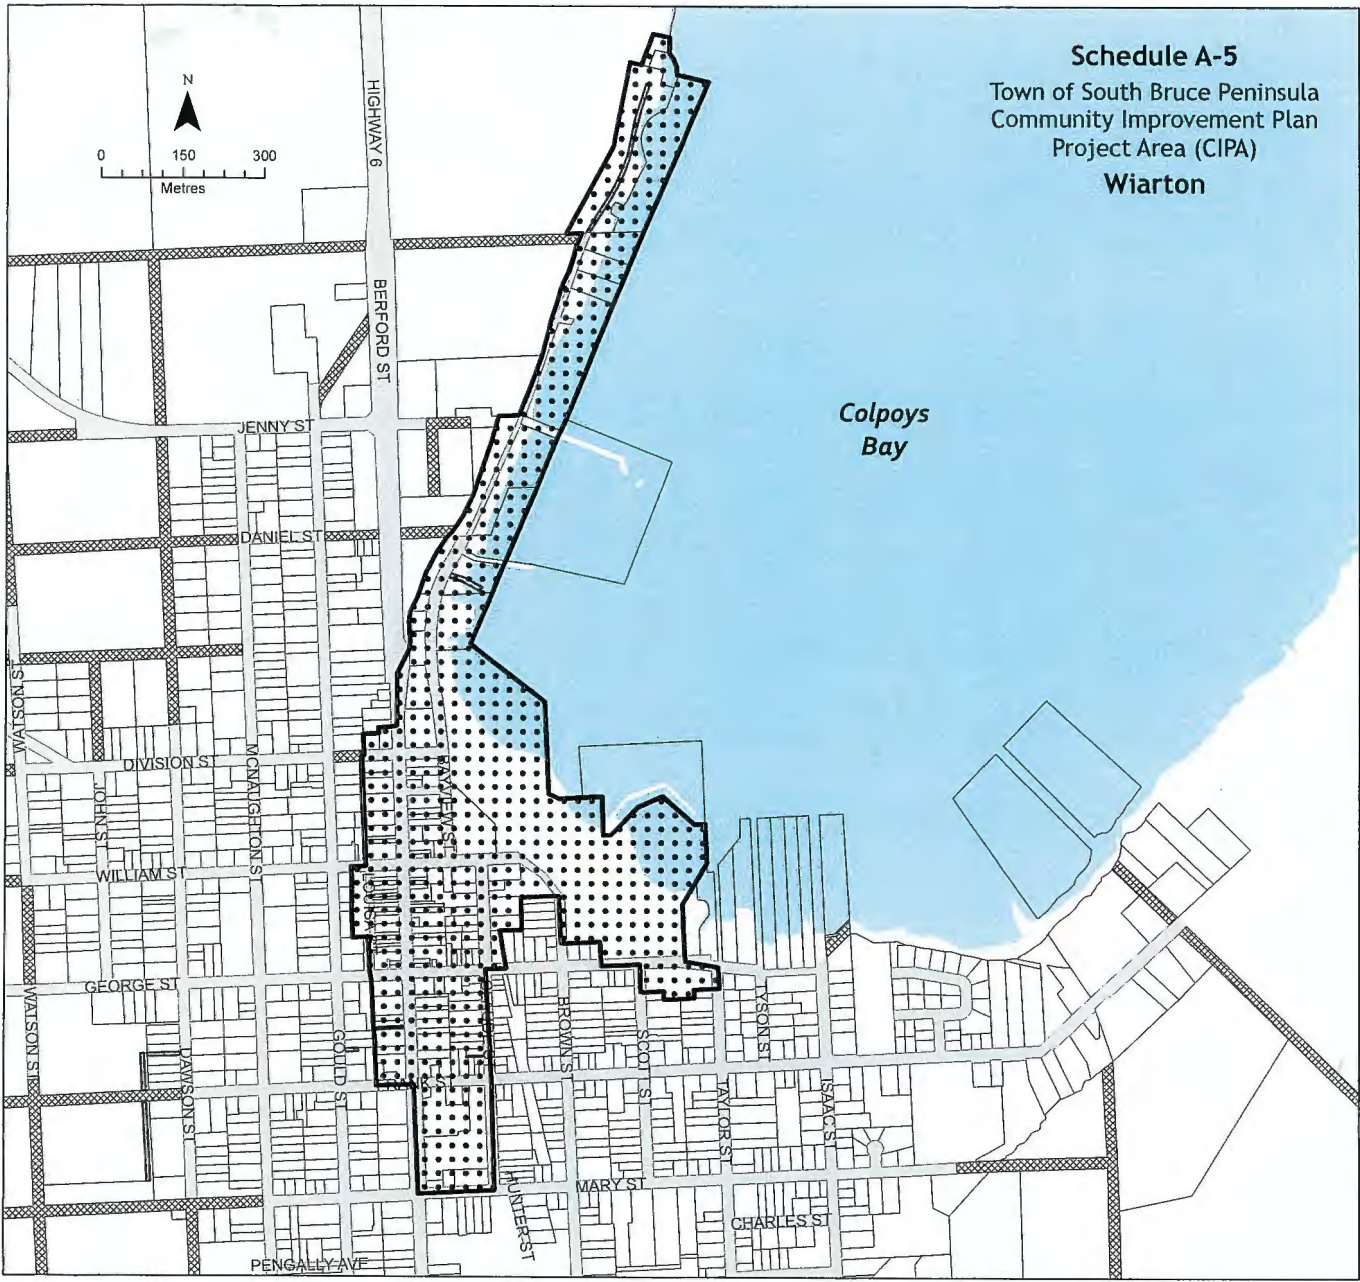 Schedule A-5
Town of South Bruce Peninsula
Community Improvement Plan
Project Area (CIPA)
Wiarton
N
0 150 300
Metres
HIGHWAY 6
BERFORD ST
Colpoys
Bay
JENNY ST
DANIEL ST
WATSON ST
DIVISION ST
MCNAUGHTON S
JOHN ST
BAYVIEW ST
WILLIAM ST
LOUISA
GEORGE ST
WATSON ST
DAWSON ST
GOULD ST
BROWN ST
SCOTT S
TYSON ST
TAYLOR ST
ISAAC ST
HUNTER ST
MARY ST
CHARLES ST
PENGALLY AVE